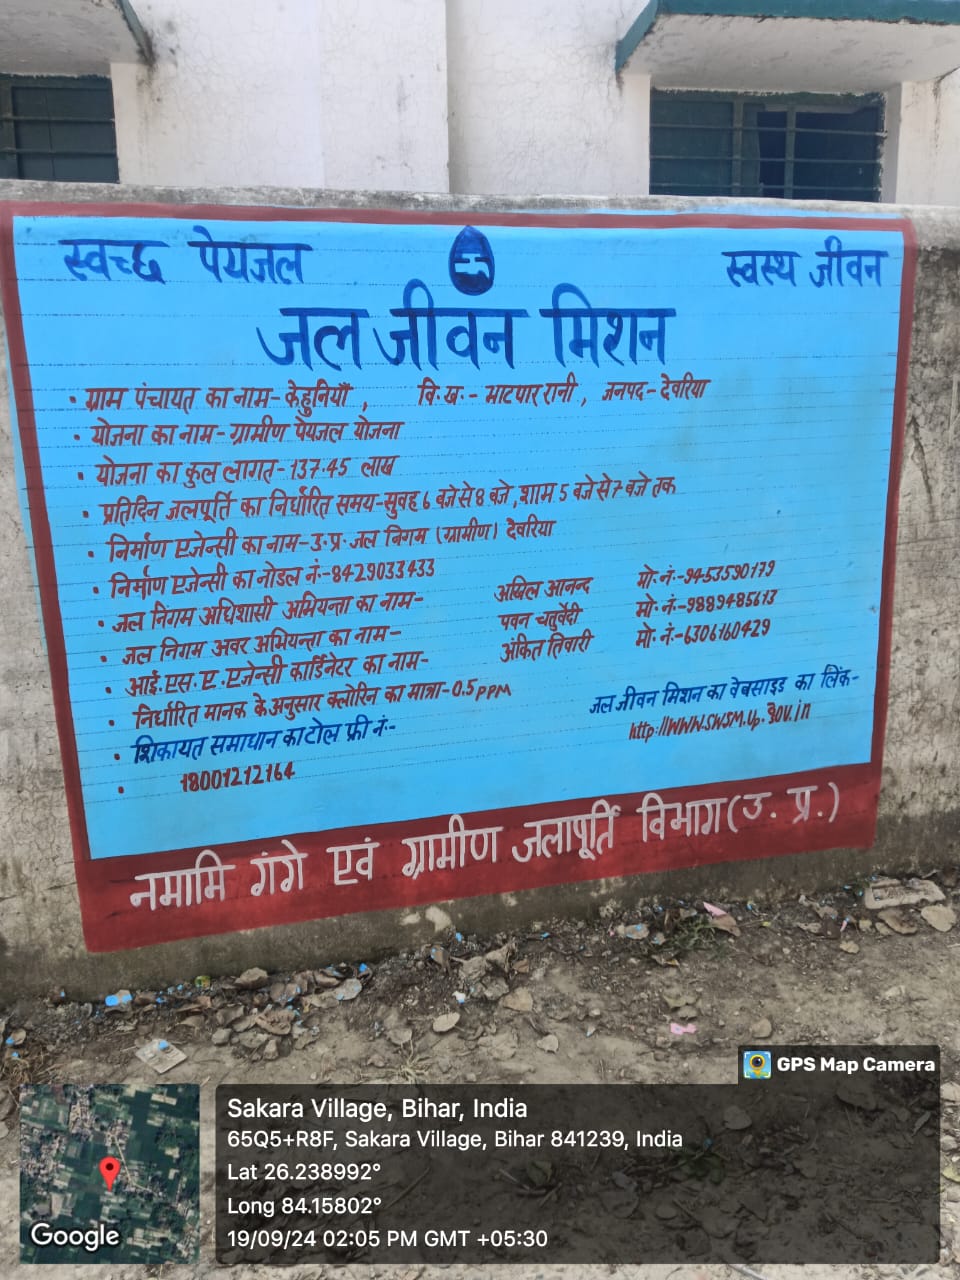 स्वच्छ पेयजल
स्वस्थ जीवन
जल जीवन मिशन
• ग्राम पंचायत का नाम- केहुनियाँ , वि.ख.- भाटपार रानी , जनपद- देवरिया
• योजना का नाम- ग्रामीण पेयजल योजना
• योजना का कुल लागत- 137.45 लाख
• प्रतिदिन जलपूर्ति का निर्धारित समय- सुबह 6 बजे से 8 बजे, शाम 5 बजे से 7 बजे तक
• निर्माण एजेन्सी का नाम- उ.प्र. जल निगम (ग्रामीण) देवरिया
• निर्माण एजेन्सी का नोडल नं:- 8429033433
• जल निगम अधिशासी अभियन्ता का नाम- अखिल आनन्द मो.नं.-9453590179
• जल निगम अवर अभियन्ता का नाम- पवन चतुर्वेदी मो.नं.-9889485613
• आई.एस.ए.एजेन्सी कार्डिनेटर का नाम- अंकित तिवारी मो.नं.-6306160429
• निर्धारित मानक के अनुसार क्लोरिन का मात्रा- 0.5 PPM
• शिकायत समाधान का टोल फ्री नं:-
• 18001212164
जल जीवन मिशन का वेबसाइड का लिंक-
http://www.swsm.up.gov.in
नमामि गंगे एवं ग्रामीण जलापूर्ति विभाग (उ. प्र.)
GPS Map Camera
Sakara Village, Bihar, India
65Q5+R8F, Sakara Village, Bihar 841239, India
Lat 26.238992°
Long 84.15802°
19/09/24 02:05 PM GMT +05:30
Google